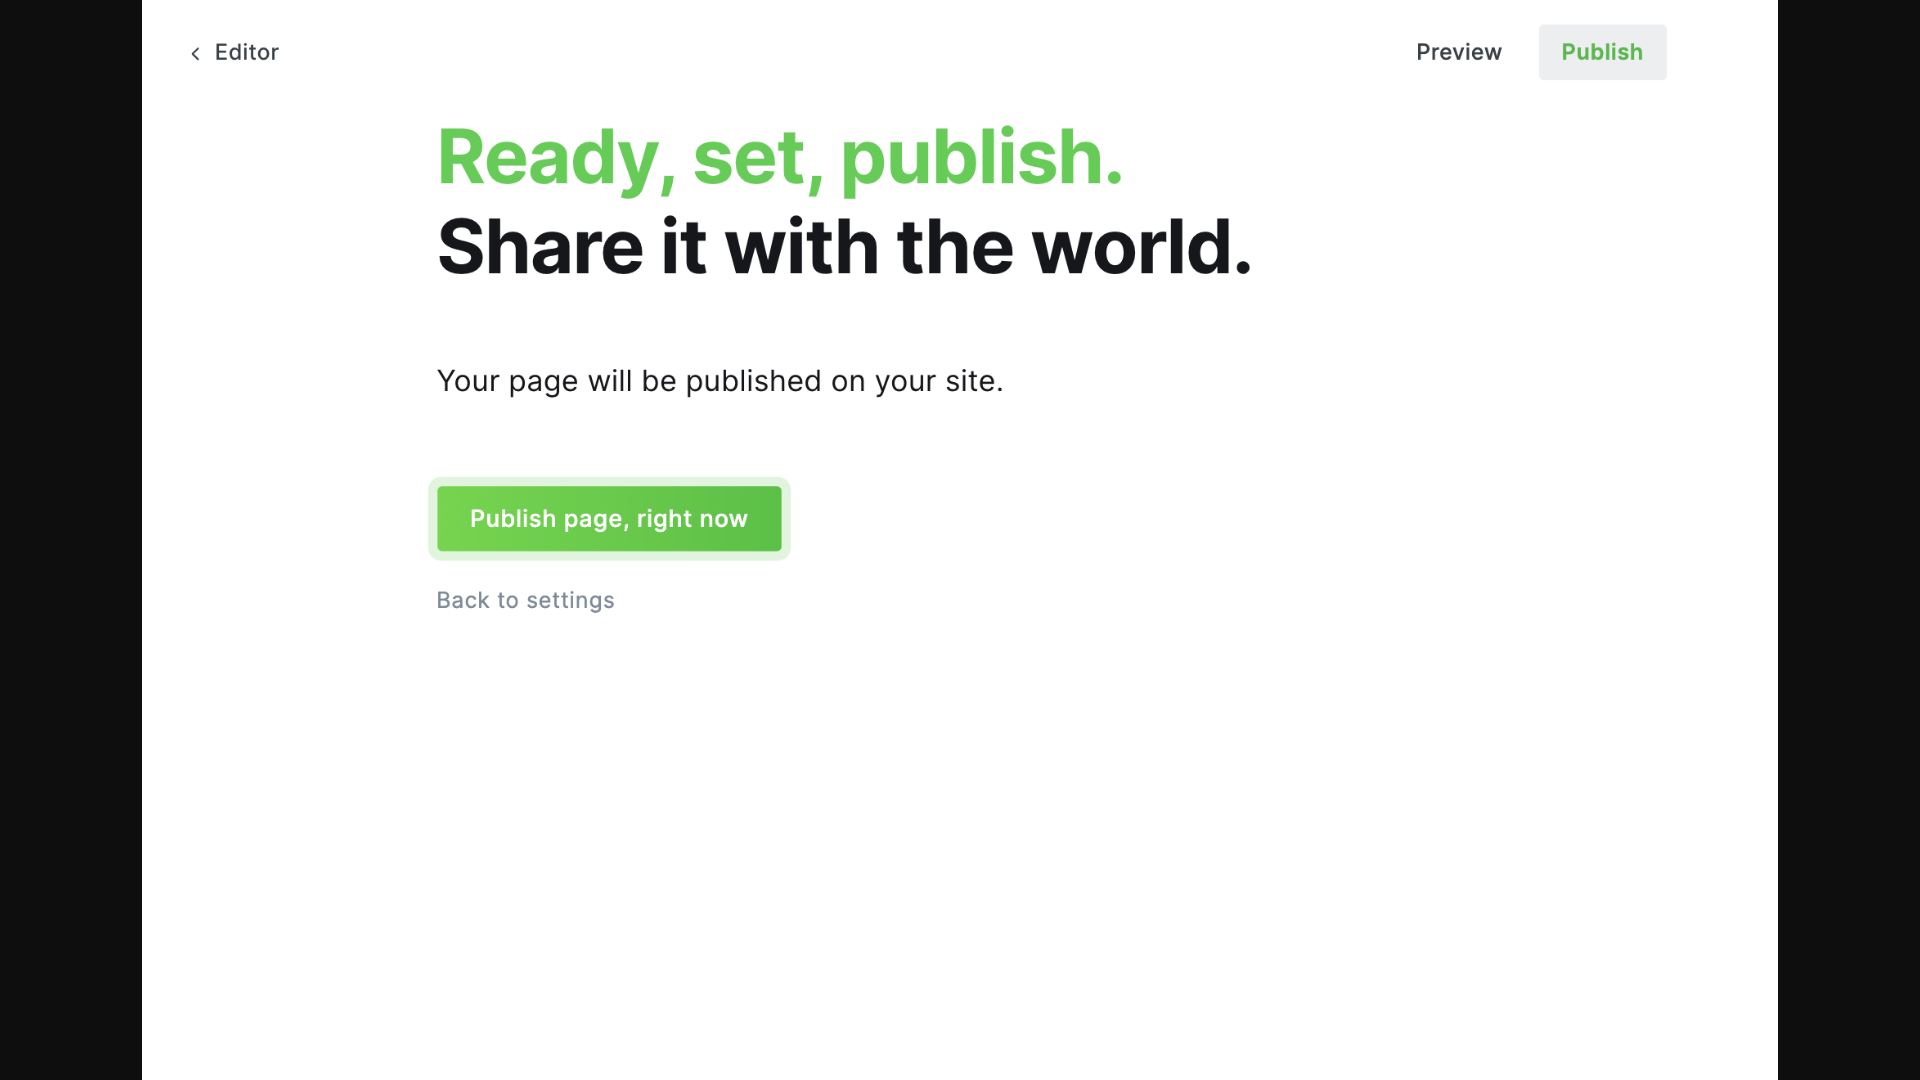 Editor
Preview
Publish
Ready, set, publish.
Share it with the world.
Your page will be published on your site.
Publish page, right now
Back to settings